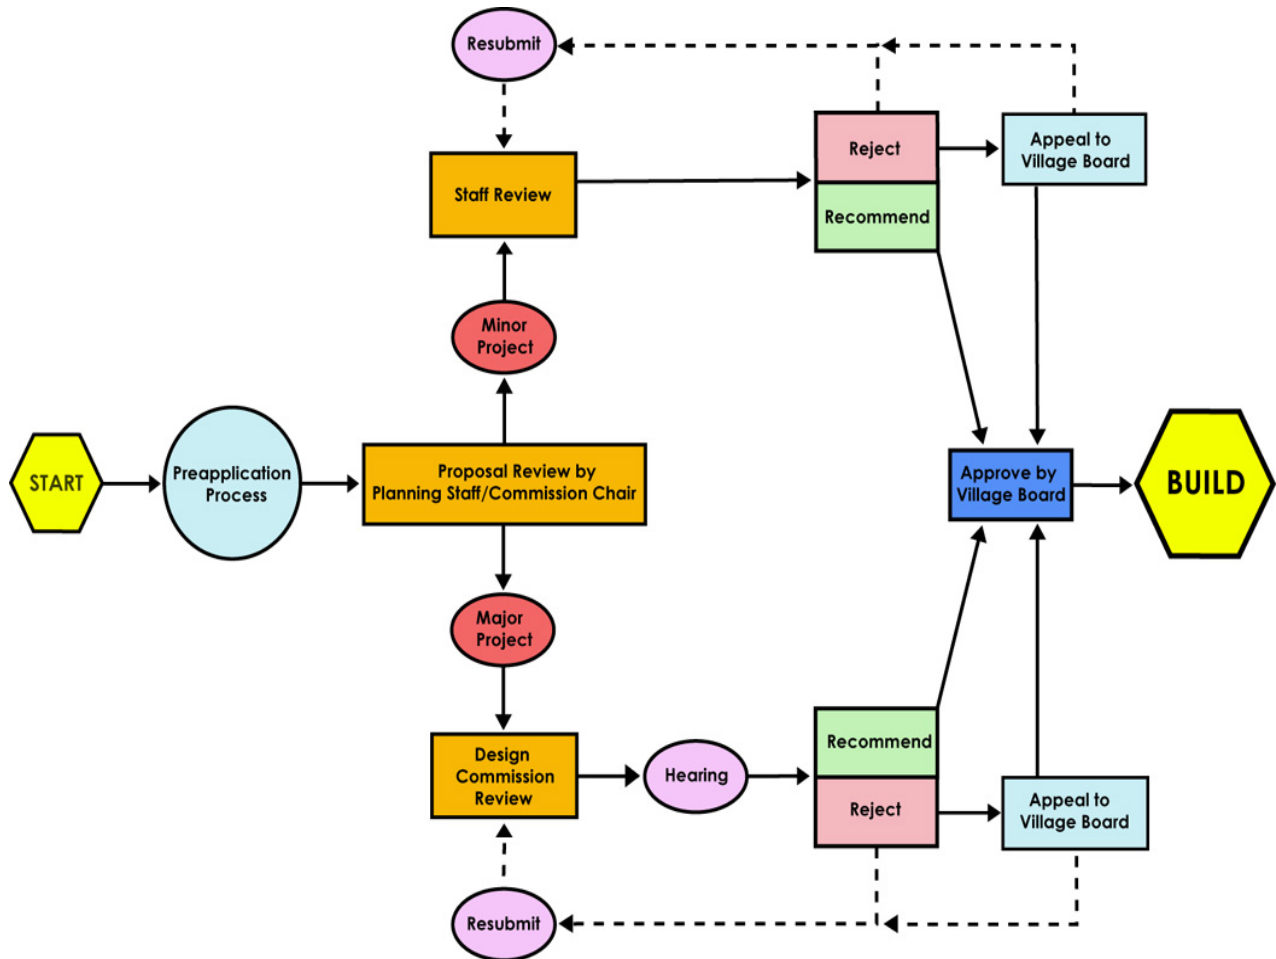 Resubmit
Reject
Appeal to
Village Board
Staff Review
Recommend
Minor
Project
START
Preapplication
Process
Proposal Review by
Planning Staff/Commission Chair
Approve by
Village Board
BUILD
Major
Project
Design
Commission
Review
Hearing
Recommend
Reject
Appeal to
Village Board
Resubmit